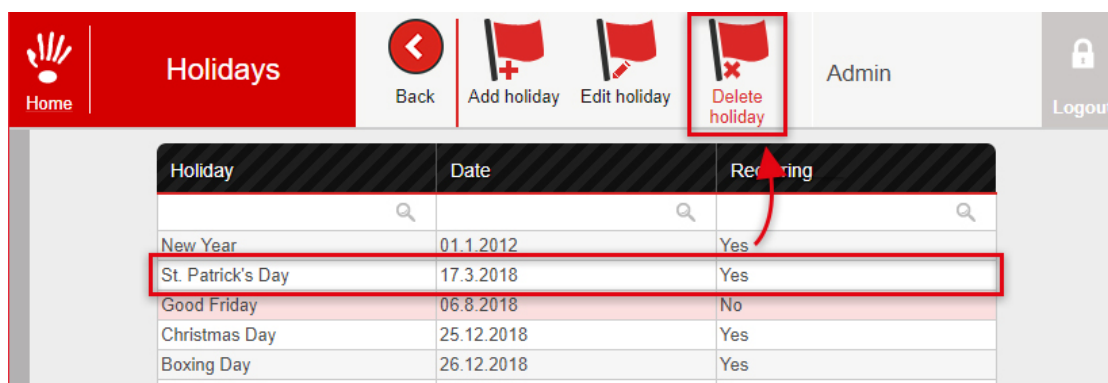 Home
Holidays
Back
Add holiday
Edit holiday
Delete
holiday
Admin
Logout
Holiday Date Recurring
New Year 01.1.2012 Yes
St. Patrick's Day 17.3.2018 Yes
Good Friday 06.8.2018 No
Christmas Day 25.12.2018 Yes
Boxing Day 26.12.2018 Yes